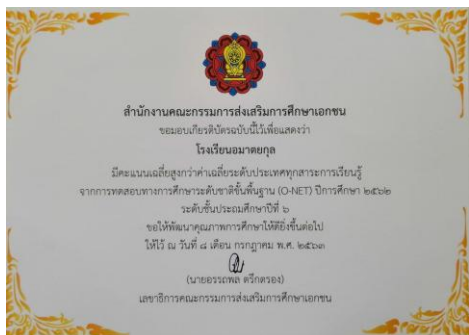 สำนักงานคณะกรรมการส่งเสริมการศึกษาเอกชน
ขอมอบเกียรติบัตรฉบับนี้ไว้เพื่อแสดงว่า
โรงเรียนอมาตยกุล
มีคะแนนเฉลี่ยสูงกว่าค่าเฉลี่ยระดับประเทศทุกสาระการเรียนรู้
จากการทดสอบทางการศึกษาระดับชาติขั้นพื้นฐาน (O-NET) ปีการศึกษา ๒๕๖๒
ระดับชั้นประถมศึกษาปีที่ ๖
ขอให้พัฒนาคุณภาพการศึกษาให้ดียิ่งขึ้นต่อไป
ให้ไว้ ณ วันที่ ๘ เดือน กรกฎาคม พ.ศ. ๒๕๖๓
(นายอรรถพล ตรึกตรอง)
เลขาธิการคณะกรรมการส่งเสริมการศึกษาเอกชน